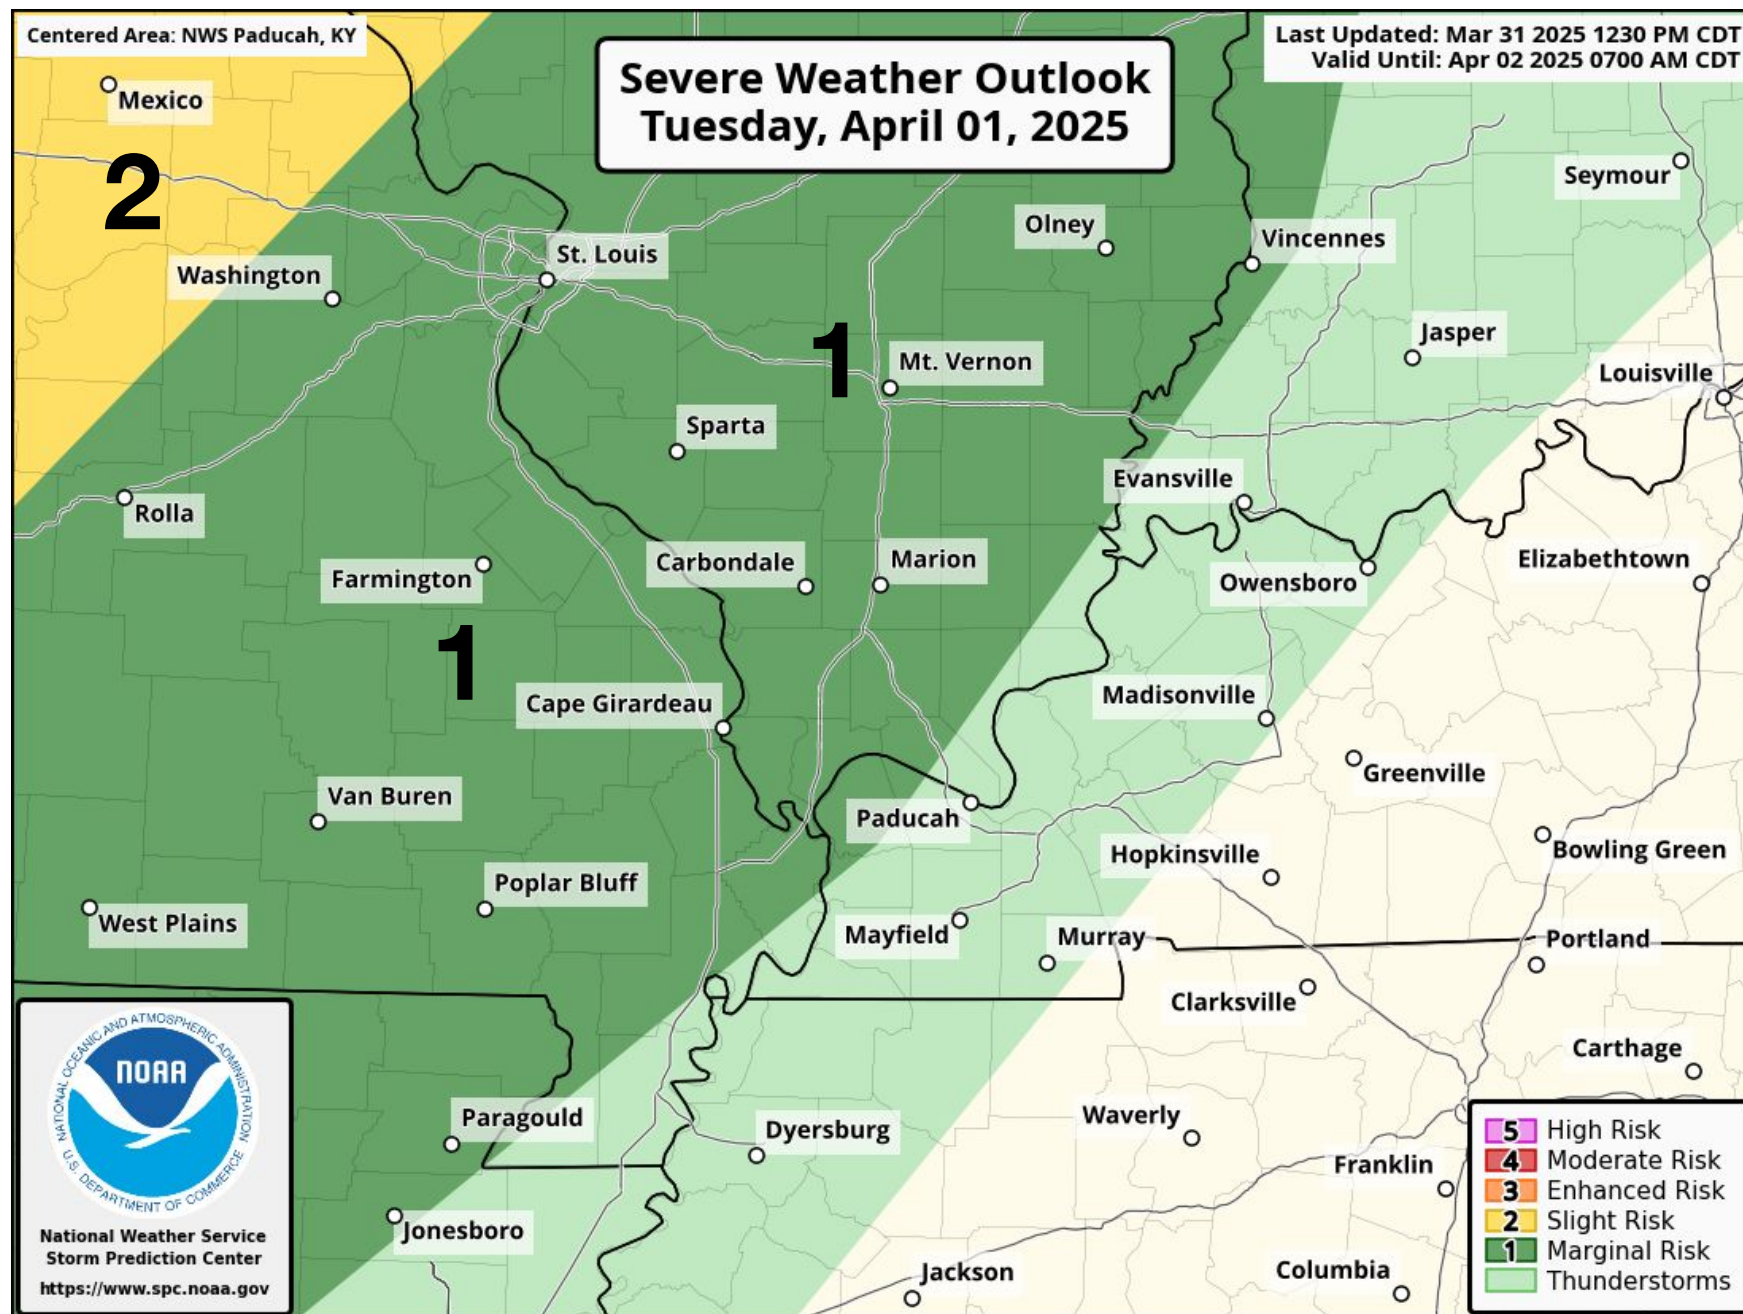 Centered Area: NWS Paducah, KY
Last Updated: Mar 31 2025 1230 PM CDT
Valid Until: Apr 02 2025 0700 AM CDT
Severe Weather Outlook
Tuesday, April 01, 2025
Mexico
2
Seymour
Olney
Vincennes
St. Louis
Washington
Jasper
1
Mt. Vernon
Louisville
Sparta
Evansville
Rolla
Carbondale
Marion
Elizabethtown
Farmington
Owensboro
1
Cape Girardeau
Madisonville
Greenville
Van Buren
Paducah
Bowling Green
Hopkinsville
Poplar Bluff
West Plains
Mayfield
Murray
Portland
Clarksville
Carthage
Paragould
Dyersburg
Waverly
Franklin
Jonesboro
Jackson
Columbia
NATIONAL OCEANIC AND ATMOSPHERIC ADMINISTRATION
NOAA
U.S. DEPARTMENT OF COMMERCE
National Weather Service
Storm Prediction Center
https://www.spc.noaa.gov
5 High Risk
4 Moderate Risk
3 Enhanced Risk
2 Slight Risk
1 Marginal Risk
Thunderstorms